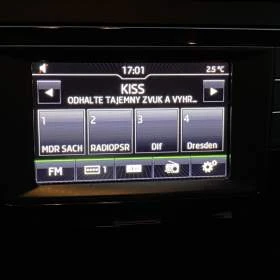 17:01 2.5 °C
KISS
ODHALTE TAJEMNY ZVUK A VYHR...
1 2 3 4
MDR SACH RADIOPSR Dlf Dresden
FM 1